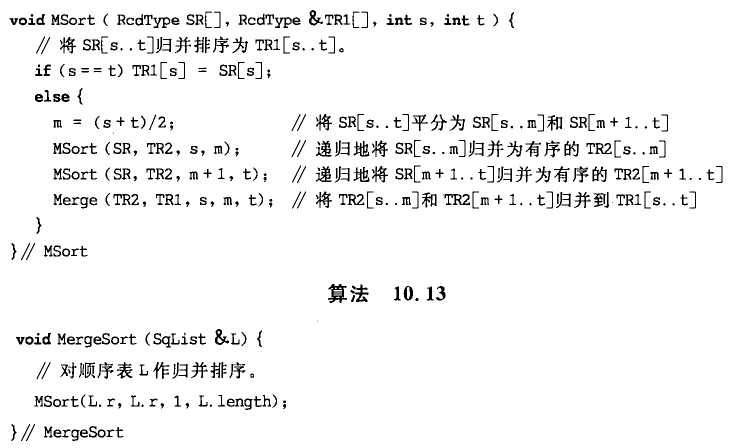 void MSort ( RcdType SR[], RcdType &TR1[], int s, int t ) {
// 将 SR[s..t]归并排序为 TR1[s..t]。
if (s == t) TR1[s] = SR[s];
else {
m = (s+t)/2; // 将 SR[s..t]平分为 SR[s..m]和 SR[m+1..t]
MSort (SR, TR2, s, m); // 递归地将 SR[s..m]归并为有序的 TR2[s..m]
MSort (SR, TR2, m+1, t); // 递归地将 SR[m+1..t]归并为有序的 TR2[m+1..t]
Merge (TR2, TR1, s, m, t); // 将 TR2[s..m]和 TR2[m+1..t]归并到 TR1[s..t]
}
} // MSort
算法 10.13
void MergeSort (SqList &L) {
// 对顺序表 L 作归并排序。
MSort(L.r, L.r, 1, L.length);
} // MergeSort